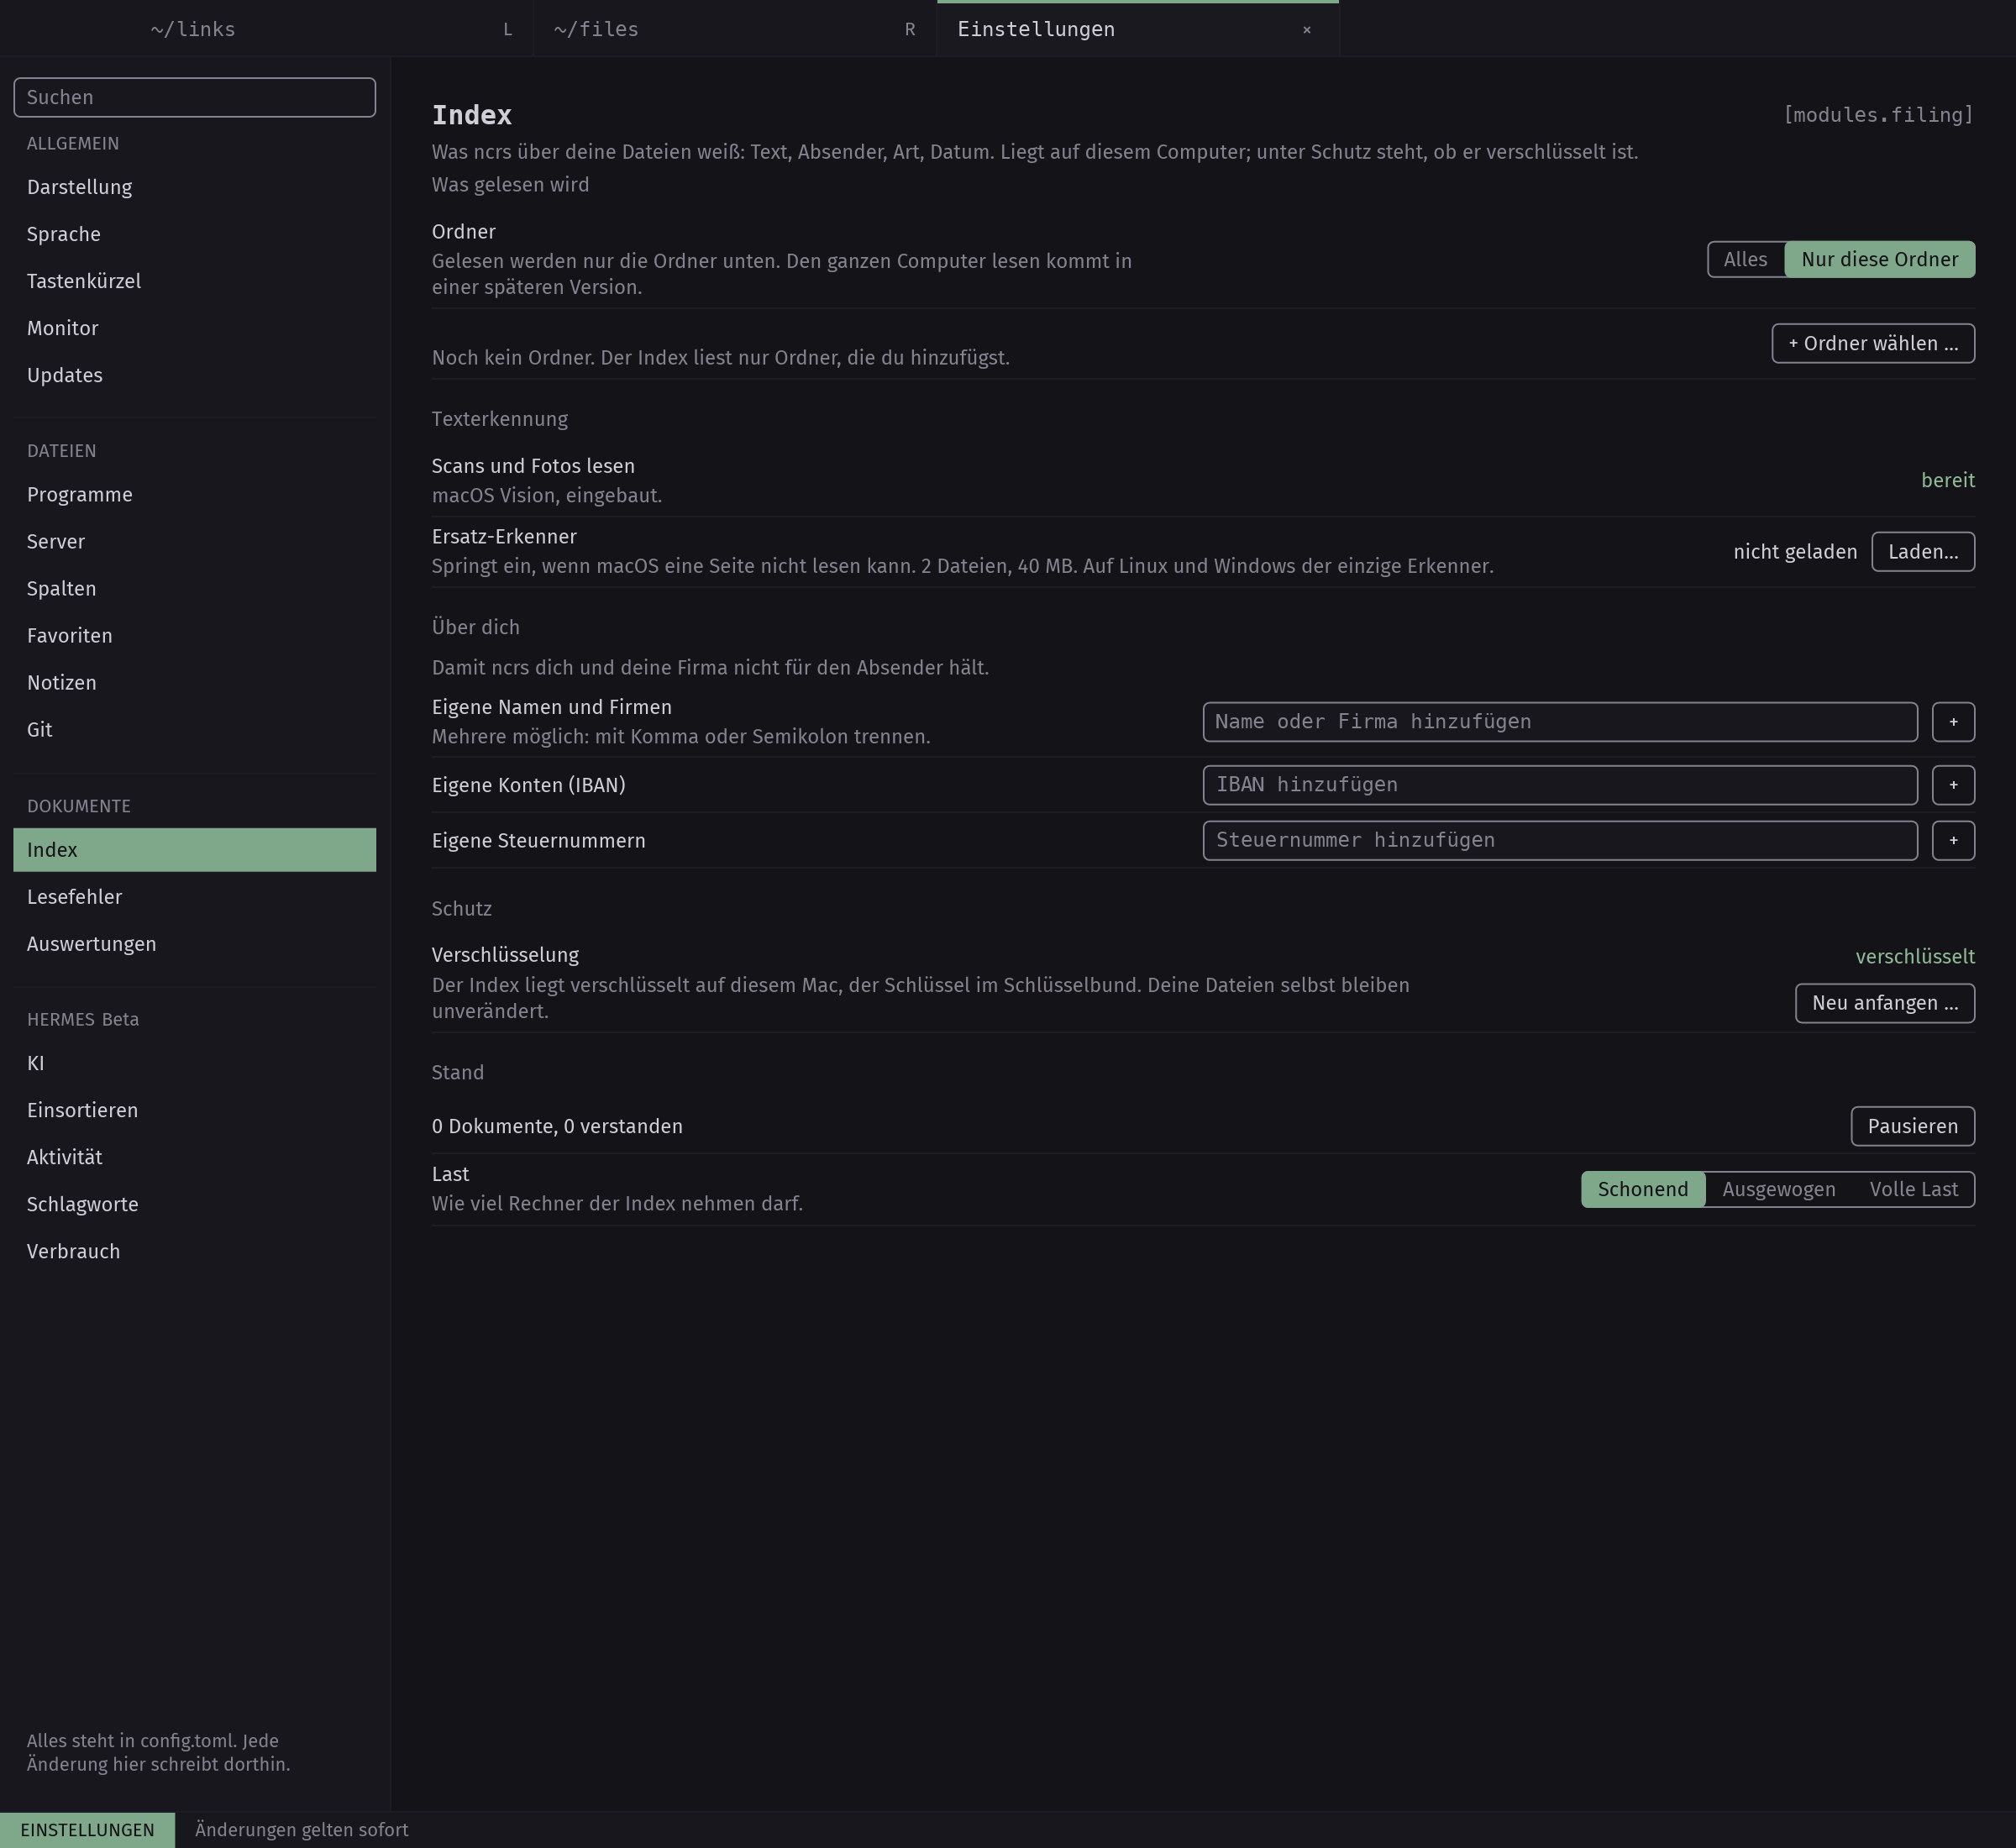 ~/links L ~/files R Einstellungen ×
Suchen
ALLGEMEIN
Darstellung
Sprache
Tastenkürzel
Monitor
Updates
DATEIEN
Programme
Server
Spalten
Favoriten
Notizen
Git
DOKUMENTE
Index
Lesefehler
Auswertungen
HERMES Beta
KI
Einsortieren
Aktivität
Schlagworte
Verbrauch
Alles steht in config.toml. Jede
Änderung hier schreibt dorthin.
Index [modules.filing]
Was ncrs über deine Dateien weiß: Text, Absender, Art, Datum. Liegt auf diesem Computer; unter Schutz steht, ob er verschlüsselt ist.
Was gelesen wird
Ordner
Gelesen werden nur die Ordner unten. Den ganzen Computer lesen kommt in
einer späteren Version.
Alles Nur diese Ordner
Noch kein Ordner. Der Index liest nur Ordner, die du hinzufügst.
+ Ordner wählen ...
Texterkennung
Scans und Fotos lesen
macOS Vision, eingebaut.
bereit
Ersatz-Erkenner
Springt ein, wenn macOS eine Seite nicht lesen kann. 2 Dateien, 40 MB. Auf Linux und Windows der einzige Erkenner.
nicht geladen Laden...
Über dich
Damit ncrs dich und deine Firma nicht für den Absender hält.
Eigene Namen und Firmen
Mehrere möglich: mit Komma oder Semikolon trennen.
Name oder Firma hinzufügen +
Eigene Konten (IBAN) IBAN hinzufügen +
Eigene Steuernummern Steuernummer hinzufügen +
Schutz
Verschlüsselung
Der Index liegt verschlüsselt auf diesem Mac, der Schlüssel im Schlüsselbund. Deine Dateien selbst bleiben
unverändert.
verschlüsselt
Neu anfangen ...
Stand
0 Dokumente, 0 verstanden Pausieren
Last
Wie viel Rechner der Index nehmen darf.
Schonend Ausgewogen Volle Last
EINSTELLUNGEN Änderungen gelten sofort